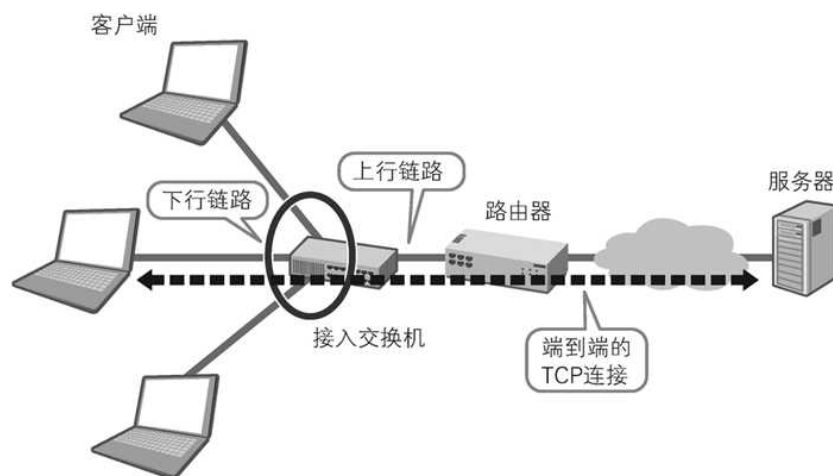 客户端
上行链路
下行链路
服务器
路由器
接入交换机
端到端的
TCP连接